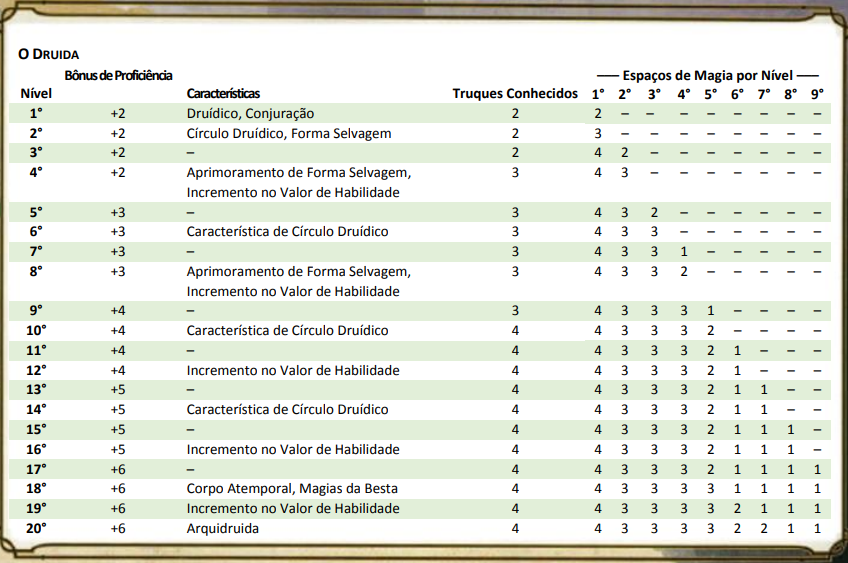 O DRUIDA
Bônus de Proficiência —— Espaços de Magia por Nível ——
Nível Características Truques Conhecidos 1° 2° 3° 4° 5° 6° 7° 8° 9°
1° +2 Druídico, Conjuração 2 2 – – – – – – – –
2° +2 Círculo Druídico, Forma Selvagem 2 3 – – – – – – – –
3° +2 – 2 4 2 – – – – – – –
4° +2 Aprimoramento de Forma Selvagem, 3 4 3 – – – – – – –
Incremento no Valor de Habilidade
5° +3 – 3 4 3 2 – – – – – –
6° +3 Característica de Círculo Druídico 3 4 3 3 – – – – – –
7° +3 – 3 4 3 3 1 – – – – –
8° +3 Aprimoramento de Forma Selvagem, 3 4 3 3 2 – – – – –
Incremento no Valor de Habilidade
9° +4 – 3 4 3 3 3 1 – – – –
10° +4 Característica de Círculo Druídico 4 4 3 3 3 2 – – – –
11° +4 – 4 4 3 3 3 2 1 – – –
12° +4 Incremento no Valor de Habilidade 4 4 3 3 3 2 1 – – –
13° +5 – 4 4 3 3 3 2 1 1 – –
14° +5 Característica de Círculo Druídico 4 4 3 3 3 2 1 1 – –
15° +5 – 4 4 3 3 3 2 1 1 1 –
16° +5 Incremento no Valor de Habilidade 4 4 3 3 3 2 1 1 1 –
17° +6 – 4 4 3 3 3 2 1 1 1 1
18° +6 Corpo Atemporal, Magias da Besta 4 4 3 3 3 3 1 1 1 1
19° +6 Incremento no Valor de Habilidade 4 4 3 3 3 3 2 1 1 1
20° +6 Arquidruida 4 4 3 3 3 3 2 2 1 1